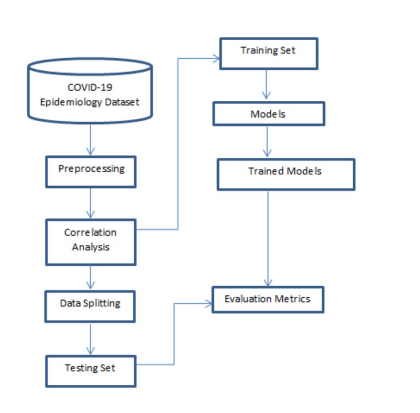 COVID-19
Epidemiology Dataset
Preprocessing
Correlation
Analysis
Data Splitting
Testing Set
Training Set
Models
Trained Models
Evaluation Metrics